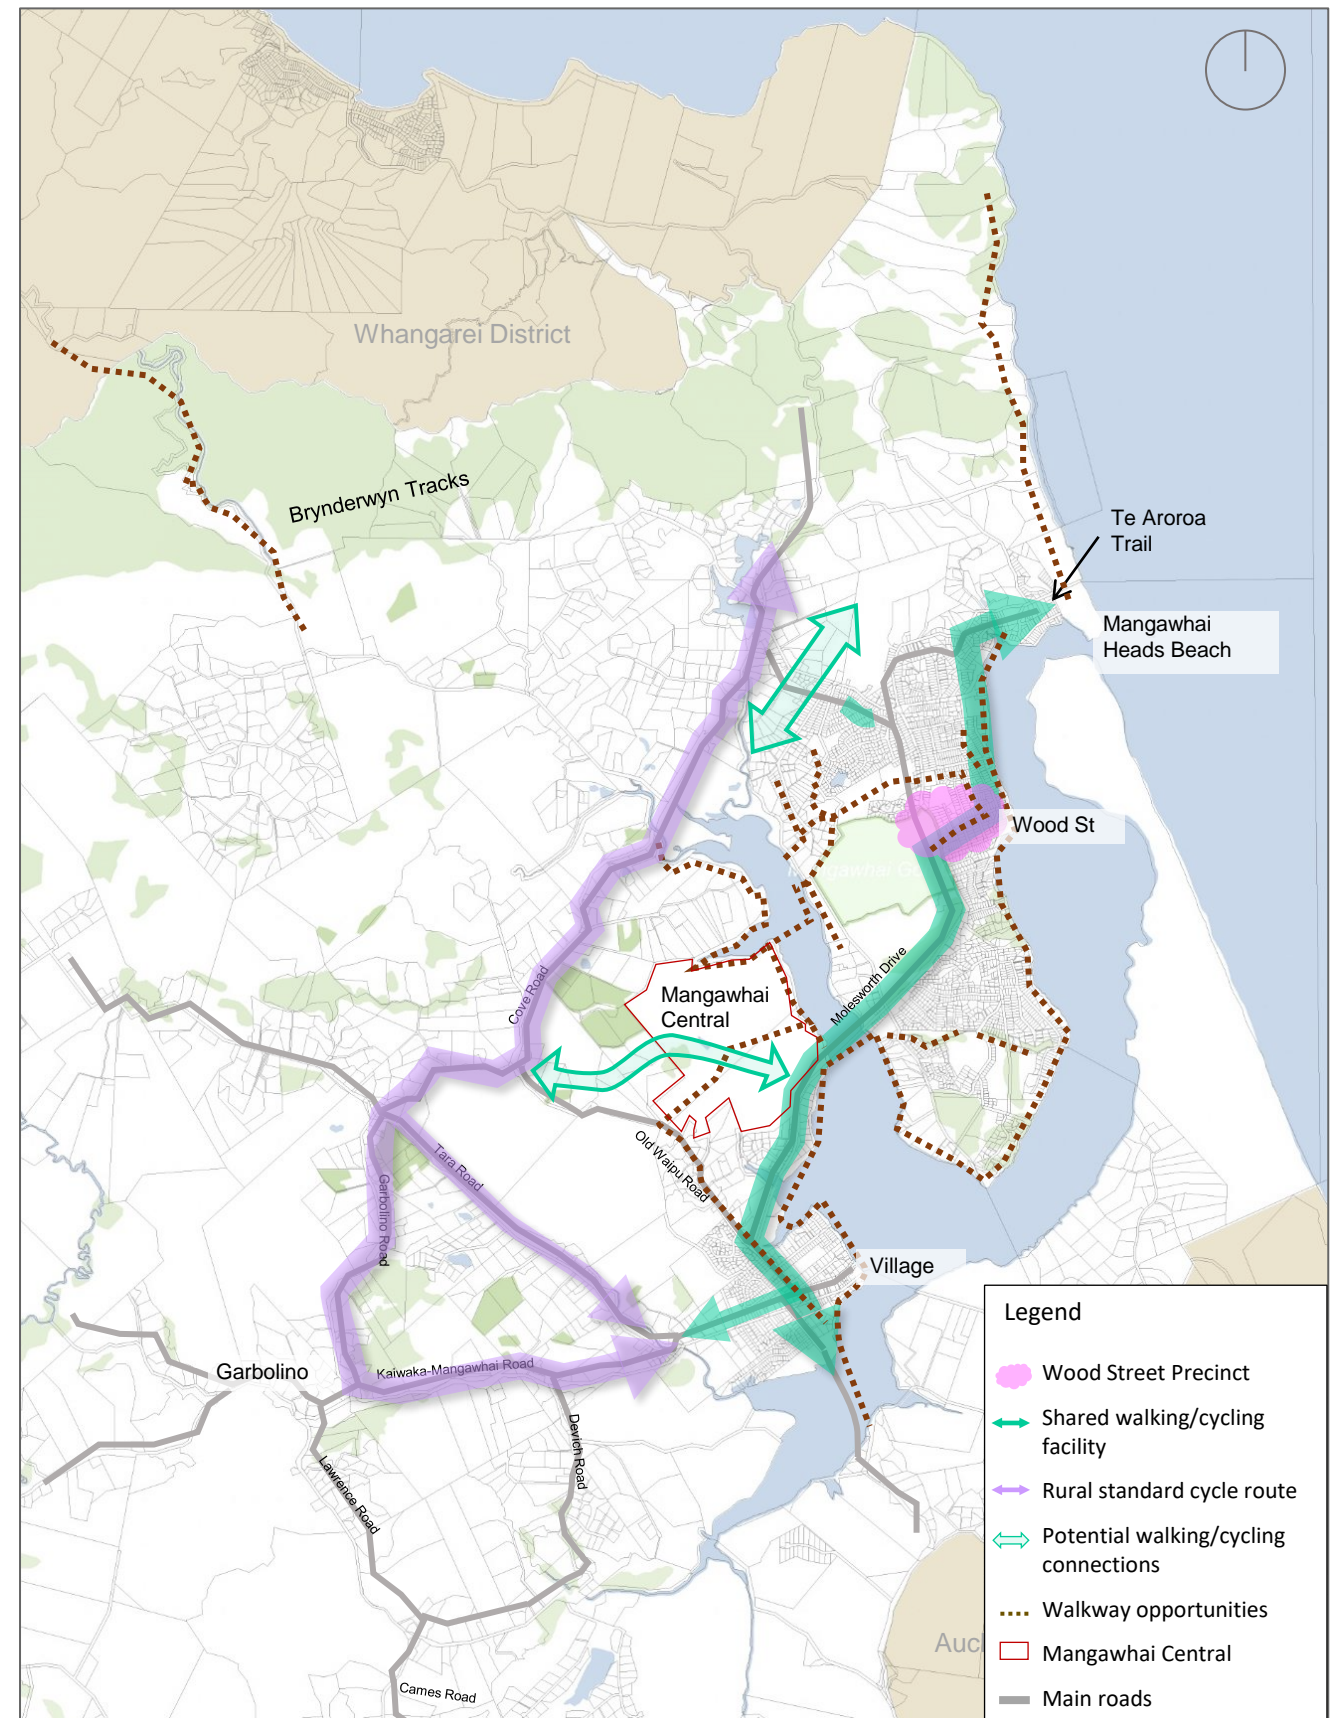 Whangarei District
Brynderwyn Tracks
Te Aroroa
Trail
Mangawhai
Heads Beach
Wood St
Mangawhai
Cove Road
Mangawhai
Central
Molesworth Drive
Old Waipu Road
Tara Road
Garbolino Road
Village
Garbolino
Kaiwaka-Mangawhai Road
Devich Road
Lawrence Road
Cames Road
Legend
Wood Street Precinct
Shared walking/cycling
facility
Rural standard cycle route
Potential walking/cycling
connections
Walkway opportunities
Mangawhai Central
Main roads